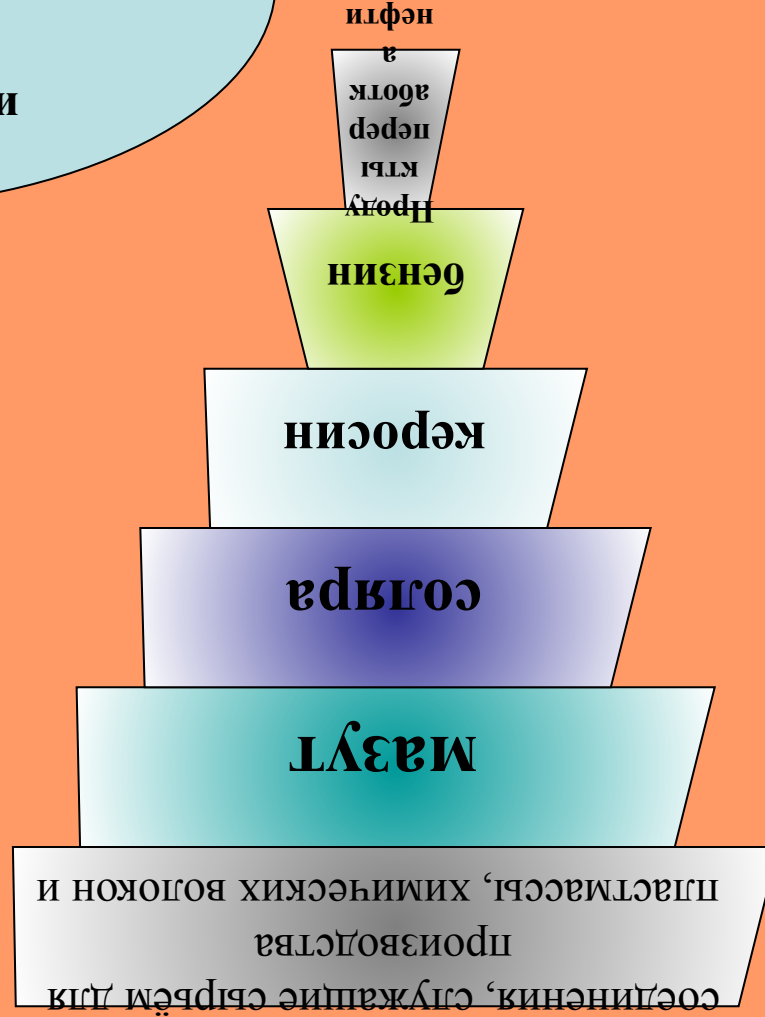 соединения, служащие сырьём для
производства
пластмассы, химических волокон и
мазут
соляра
керосин
бензин
Проду
кты
перер
аботк
а
нефти
и